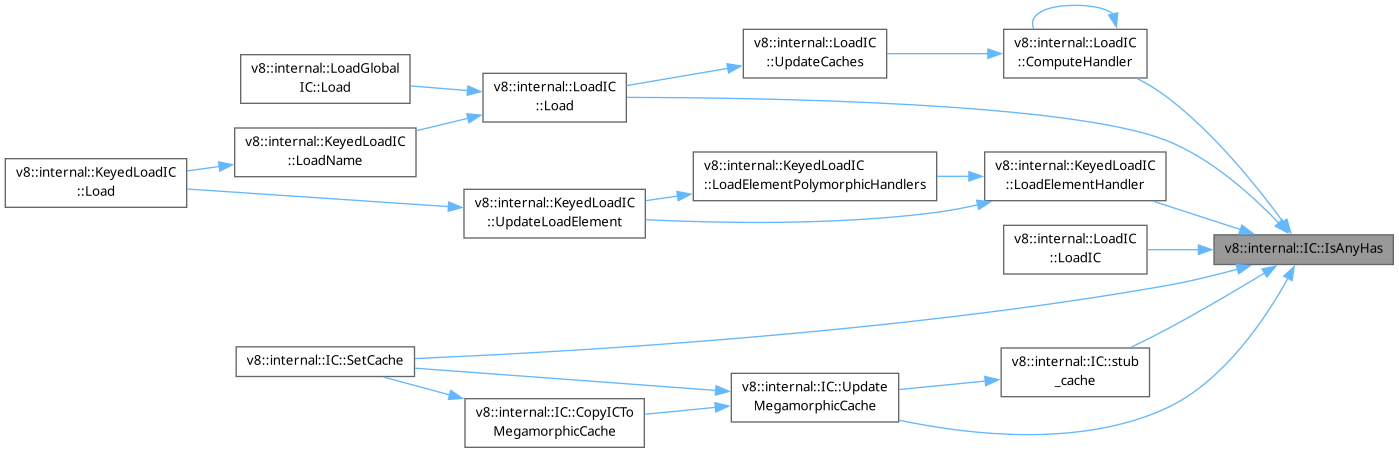 v8::internal::LoadIC
::UpdateCaches
v8::internal::LoadIC
::ComputeHandler
v8::internal::LoadGlobal
IC::Load
v8::internal::LoadIC
::Load
v8::internal::KeyedLoadIC
::LoadName
v8::internal::KeyedLoadIC
::Load
v8::internal::KeyedLoadIC
::LoadElementPolymorphicHandlers
v8::internal::KeyedLoadIC
::LoadElementHandler
v8::internal::KeyedLoadIC
::UpdateLoadElement
v8::internal::LoadIC
::LoadIC
v8::internal::IC::IsAnyHas
v8::internal::IC::SetCache
v8::internal::IC::stub
_cache
v8::internal::IC::Update
MegamorphicCache
v8::internal::IC::CopyICTo
MegamorphicCache